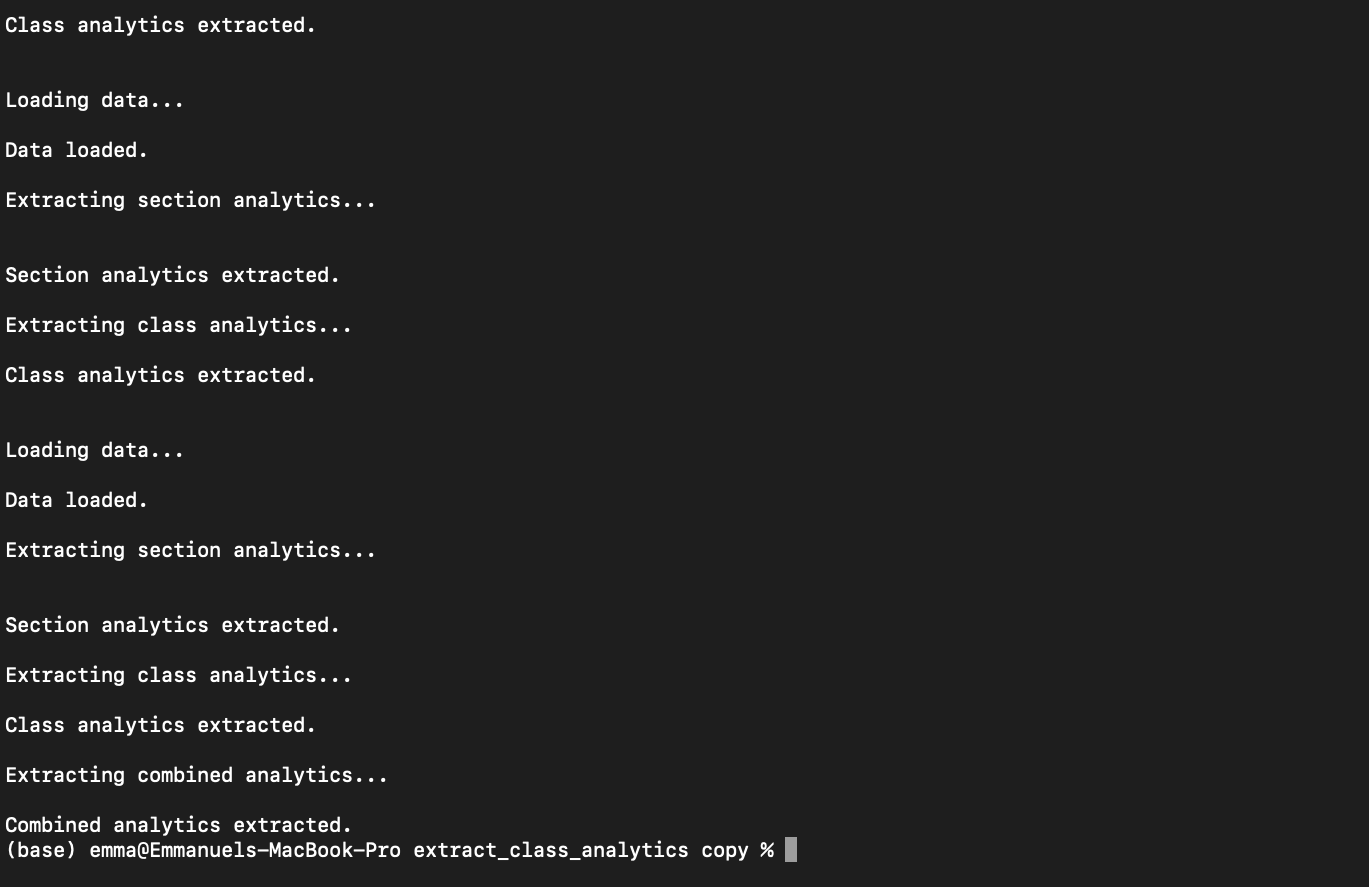 Class analytics extracted.
Loading data...
Data loaded.
Extracting section analytics...
Section analytics extracted.
Extracting class analytics...
Class analytics extracted.
Loading data...
Data loaded.
Extracting section analytics...
Section analytics extracted.
Extracting class analytics...
Class analytics extracted.
Extracting combined analytics...
Combined analytics extracted.
(base) emma@Emmanuels-MacBook-Pro extract_class_analytics copy %